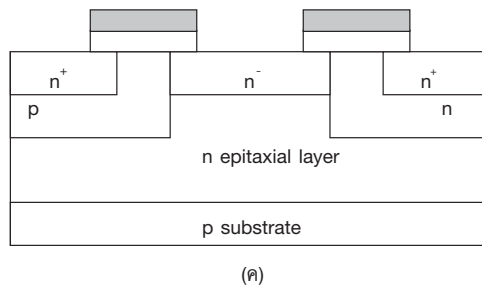 n⁺ n⁻ n⁺
p n
n epitaxial layer
p substrate
(ค)